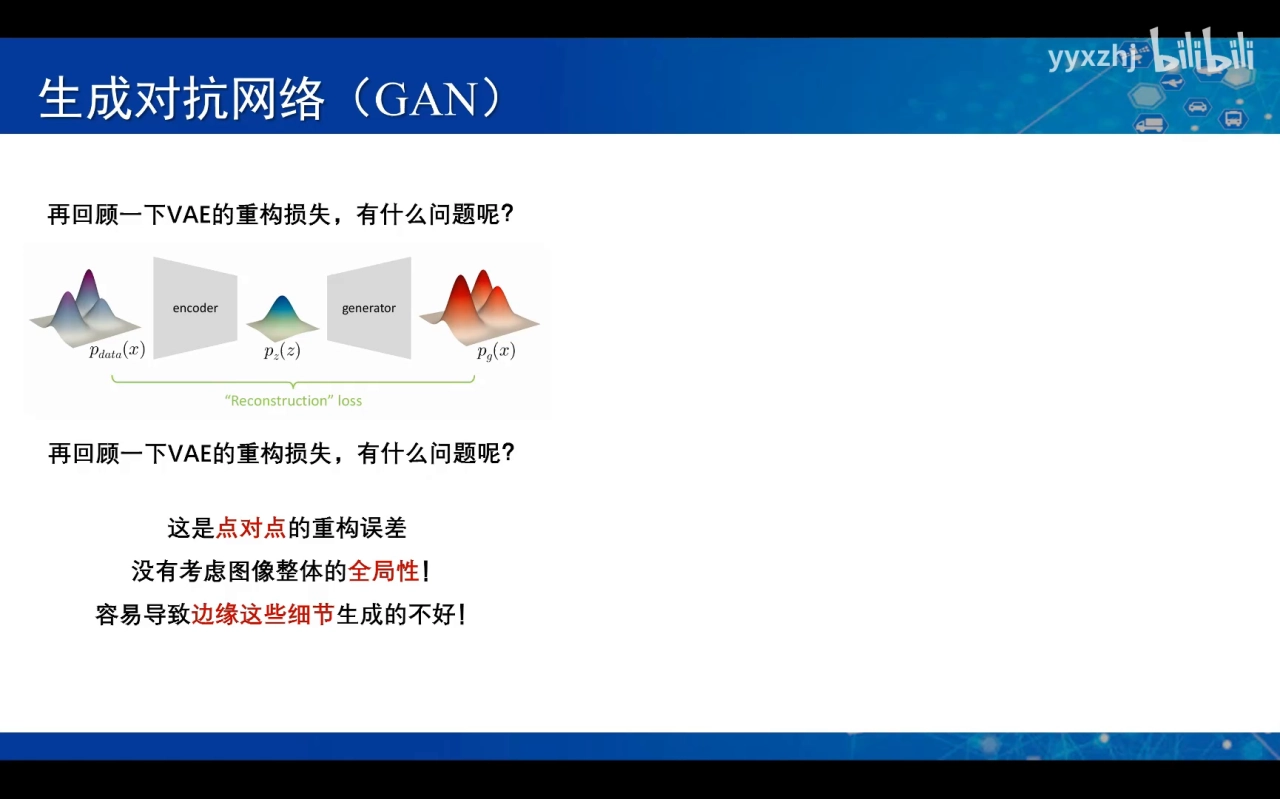 yyxzhj bilibili
生成对抗网络（GAN）
再回顾一下VAE的重构损失，有什么问题呢？
encoder
generator
p_data(x)
p_z(z)
p_g(x)
“Reconstruction” loss
再回顾一下VAE的重构损失，有什么问题呢？
这是点对点的重构误差
没有考虑图像整体的全局性！
容易导致边缘这些细节生成的不好！